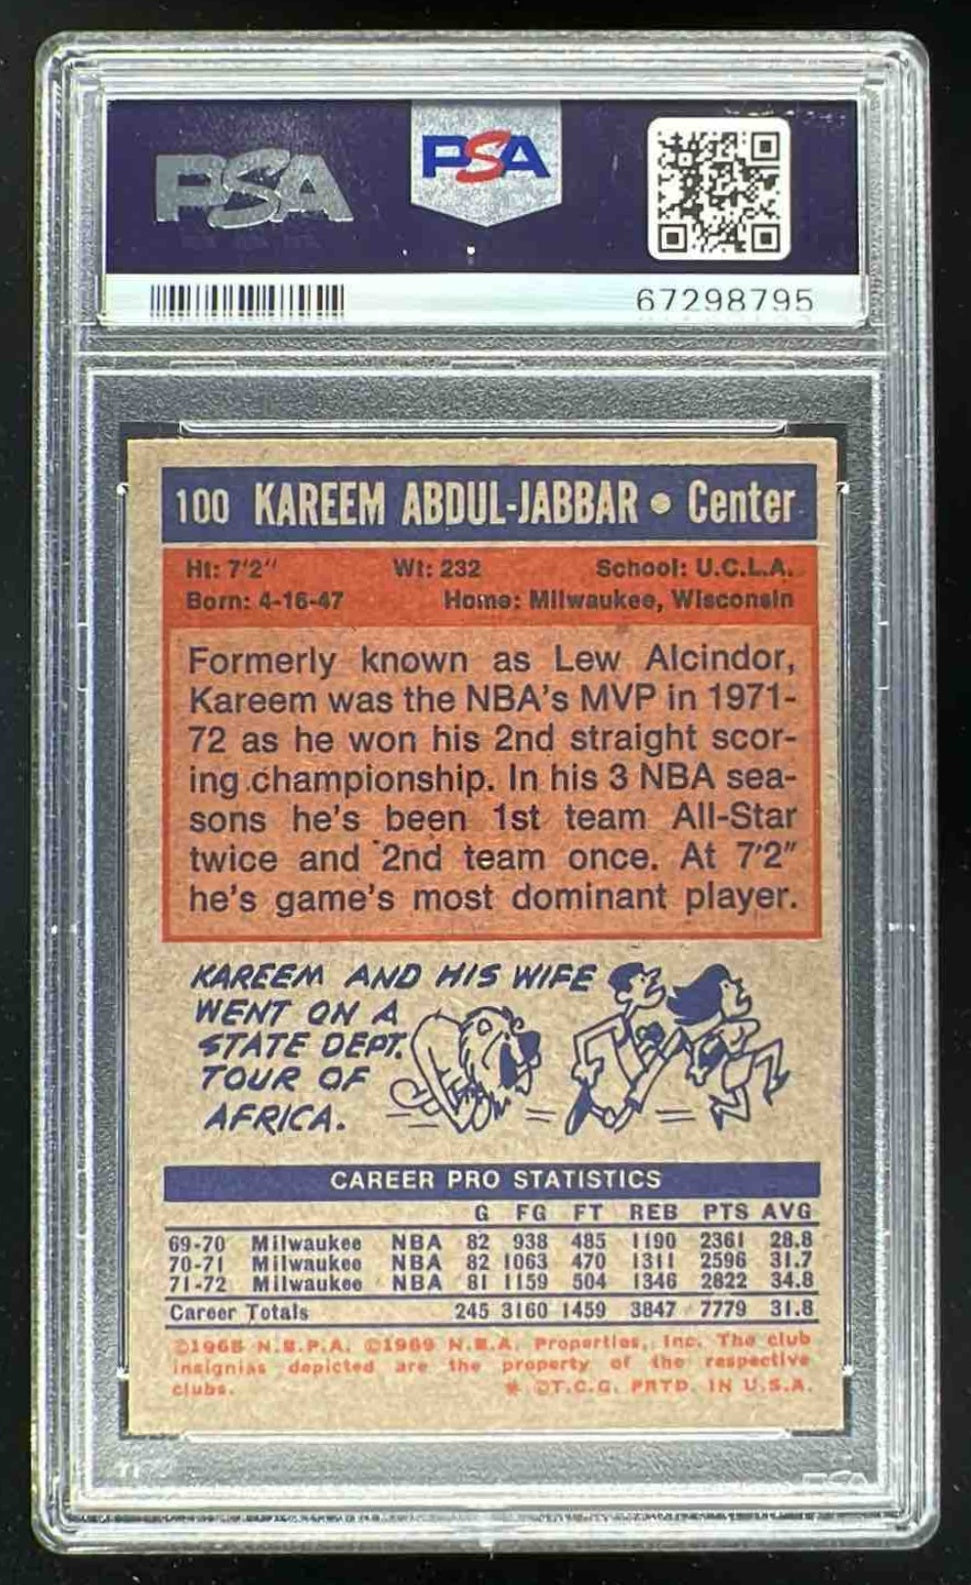 PSA
PSA
67298795
100 KAREEM ABDUL-JABBAR • Center
Ht: 7'2" Wt: 232 School: U.C.L.A.
Born: 4-16-47 Home: Milwaukee, Wisconsin
Formerly known as Lew Alcindor,
Kareem was the NBA's MVP in 1971-
72 as he won his 2nd straight scor-
ing championship. In his 3 NBA sea-
sons he's been 1st team All-Star
twice and 2nd team once. At 7'2"
he's game's most dominant player.
KAREEM AND HIS WIFE
WENT ON A
STATE DEPT.
TOUR OF
AFRICA.
CAREER PRO STATISTICS
G FG FT REB PTS AVG
69-70 Milwaukee NBA 82 938 485 1190 2361 28.8
70-71 Milwaukee NBA 82 1063 470 1311 2596 31.7
71-72 Milwaukee NBA 81 1159 504 1346 2822 34.8
Career Totals 245 3160 1459 3847 7779 31.8
©1968 N.B.P.A. ©1969 N.B.A. Properties, Inc. The club
insignias depicted are the property of the respective
clubs. * ©T.C.G. PRTD. IN U.S.A.
PSA